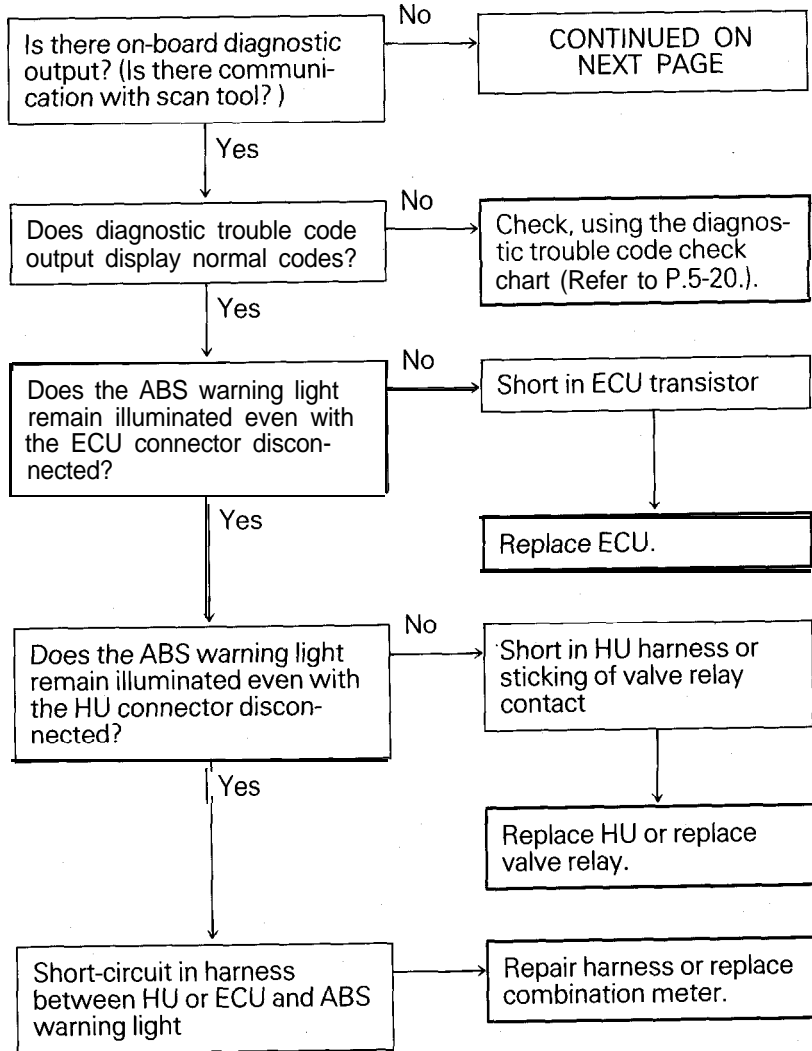 Is there on-board diagnostic
output? (Is there communi-
cation with scan tool? )
No
CONTINUED ON
NEXT PAGE
Yes
Does diagnostic trouble code
output display normal codes?
No
Check, using the diagnos-
tic trouble code check
chart (Refer to P.5-20.).
Yes
Does the ABS warning light
remain illuminated even with
the ECU connector discon-
nected?
No
Short in ECU transistor
Replace ECU.
Yes
Does the ABS warning light
remain illuminated even with
the HU connector discon-
nected?
No
Short in HU harness or
sticking of valve relay
contact
Replace HU or replace
valve relay.
Yes
Short-circuit in harness
between HU or ECU and ABS
warning light
Repair harness or replace
combination meter.